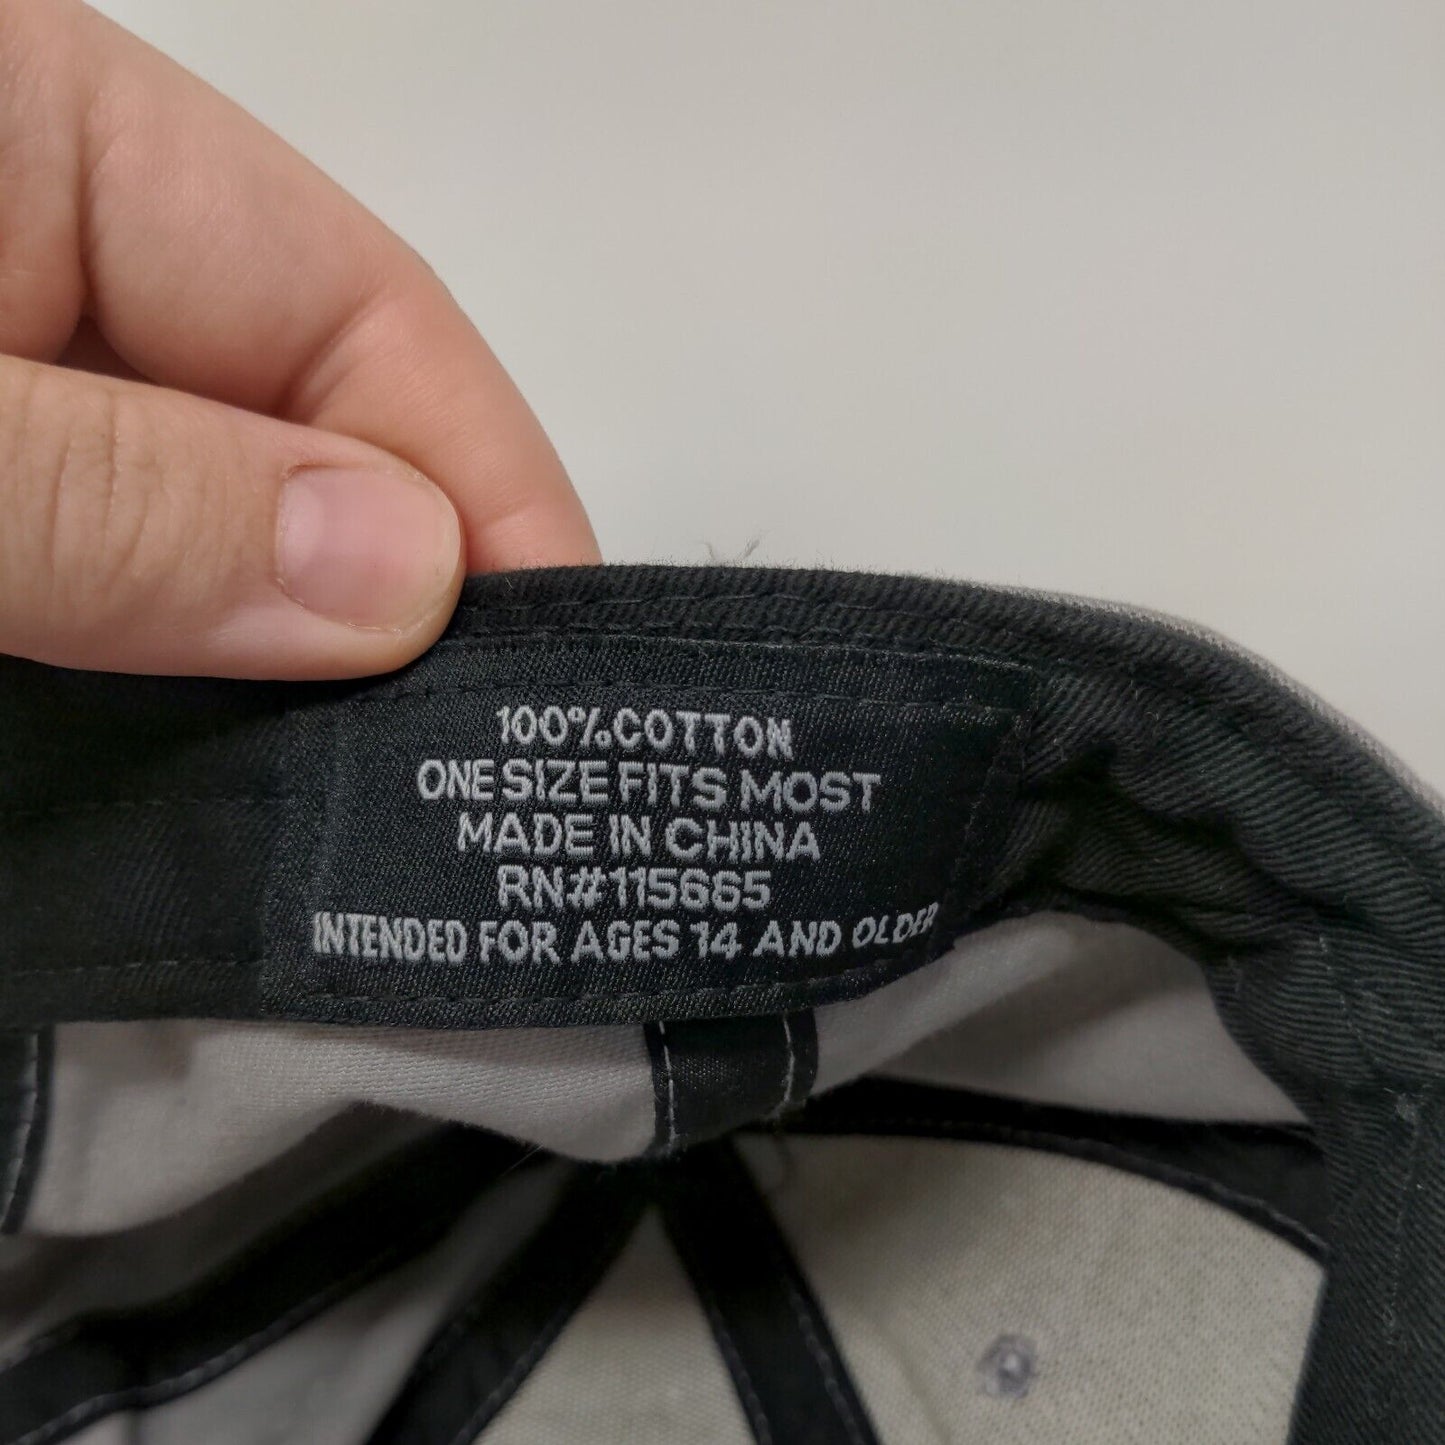 100%COTTON
ONE SIZE FITS MOST
MADE IN CHINA
RN#115665
INTENDED FOR AGES 14 AND OLDER